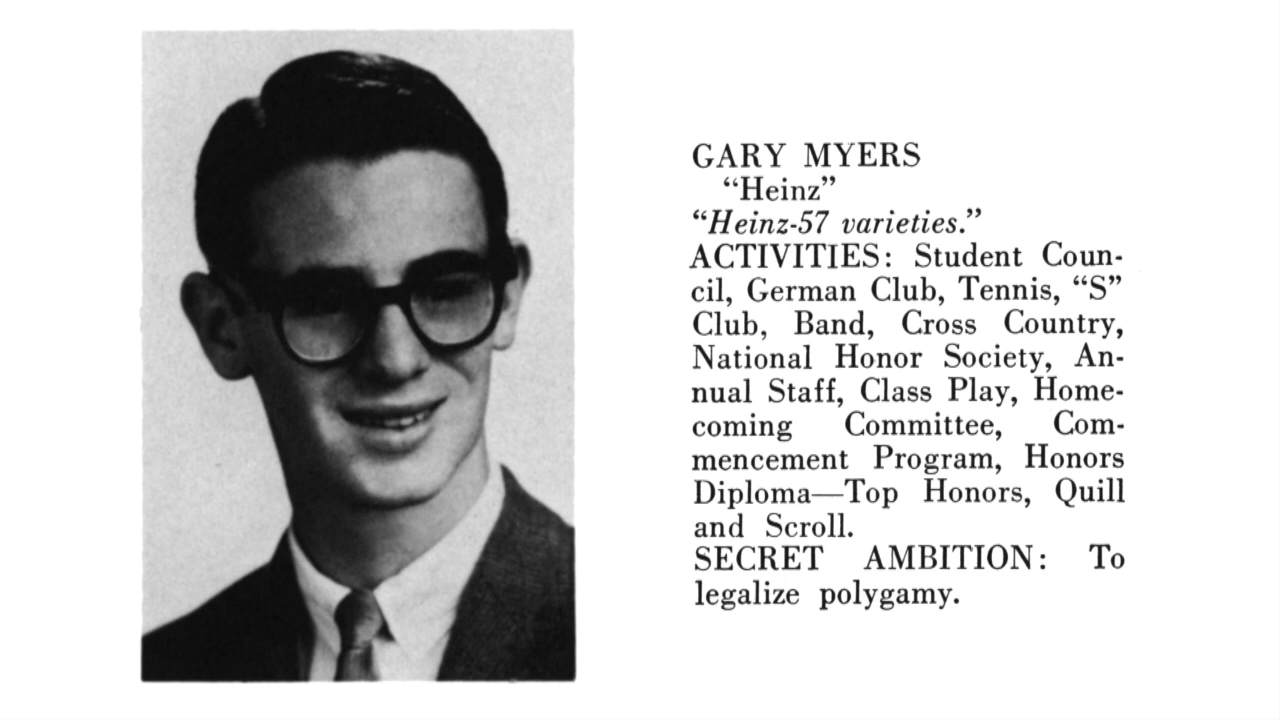 GARY MYERS
“Heinz”
“Heinz-57 varieties.”
ACTIVITIES: Student Coun-
cil, German Club, Tennis, “S”
Club, Band, Cross Country,
National Honor Society, An-
nual Staff, Class Play, Home-
coming Committee, Com-
mencement Program, Honors
Diploma—Top Honors, Quill
and Scroll.
SECRET AMBITION: To
legalize polygamy.